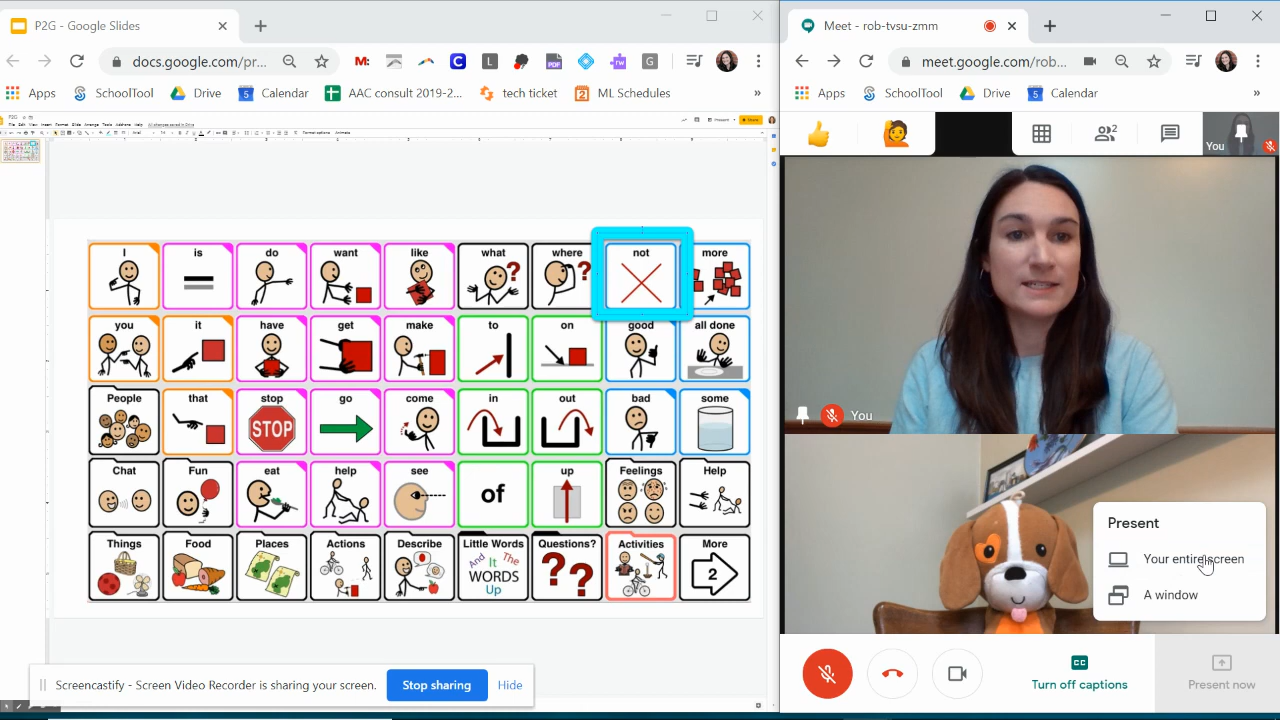 P2G - Google Slides
docs.google.com/pr...
Apps SchoolTool Drive Calendar AAC consult 2019-2... tech ticket ML Schedules »
P2G
I is do want like what where not more
you it have get make to on good all done
People that stop go come in out bad some
STOP
Chat Fun eat help see of up Feelings Help
Things Food Places Actions Describe Little Words Questions? Activities More
And It The WORDS Up
2
Screencastify - Screen Video Recorder is sharing your screen. Stop sharing Hide
Meet - rob-tvsu-zmm
meet.google.com/rob...
Apps SchoolTool Drive Calendar »
2
You
You
Present
Your entire screen
A window
CC
Turn off captions
Present now